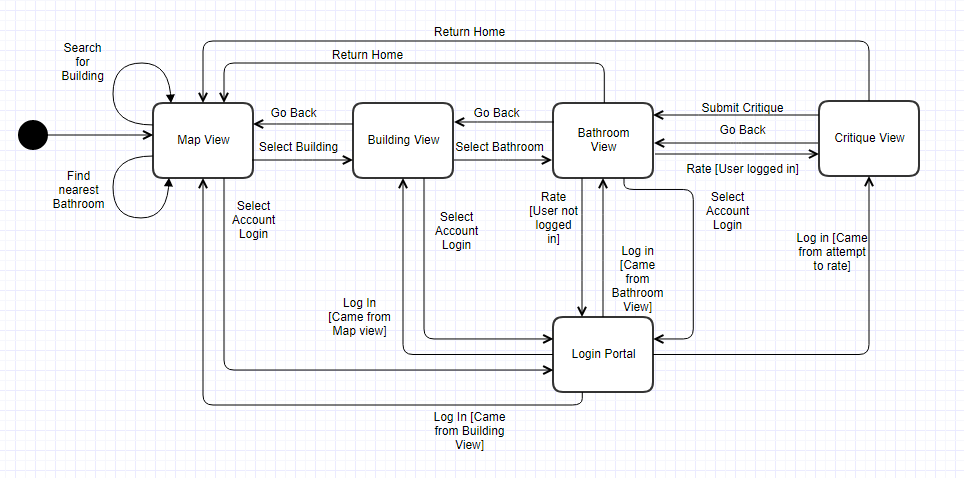 Return Home
Return Home
Search
for
Building
Go Back
Go Back
Submit Critique
Go Back
Map View
Building View
Bathroom
View
Critique View
Select Building
Select Bathroom
Rate [User logged in]
Find
nearest
Bathroom
Select
Account
Login
Select
Account
Login
Rate
[User not
logged
in]
Select
Account
Login
Log in
[Came
from
Bathroom
View]
Log in [Came
from attempt
to rate]
Log In
[Came from
Map view]
Login Portal
Log In [Came
from Building
View]